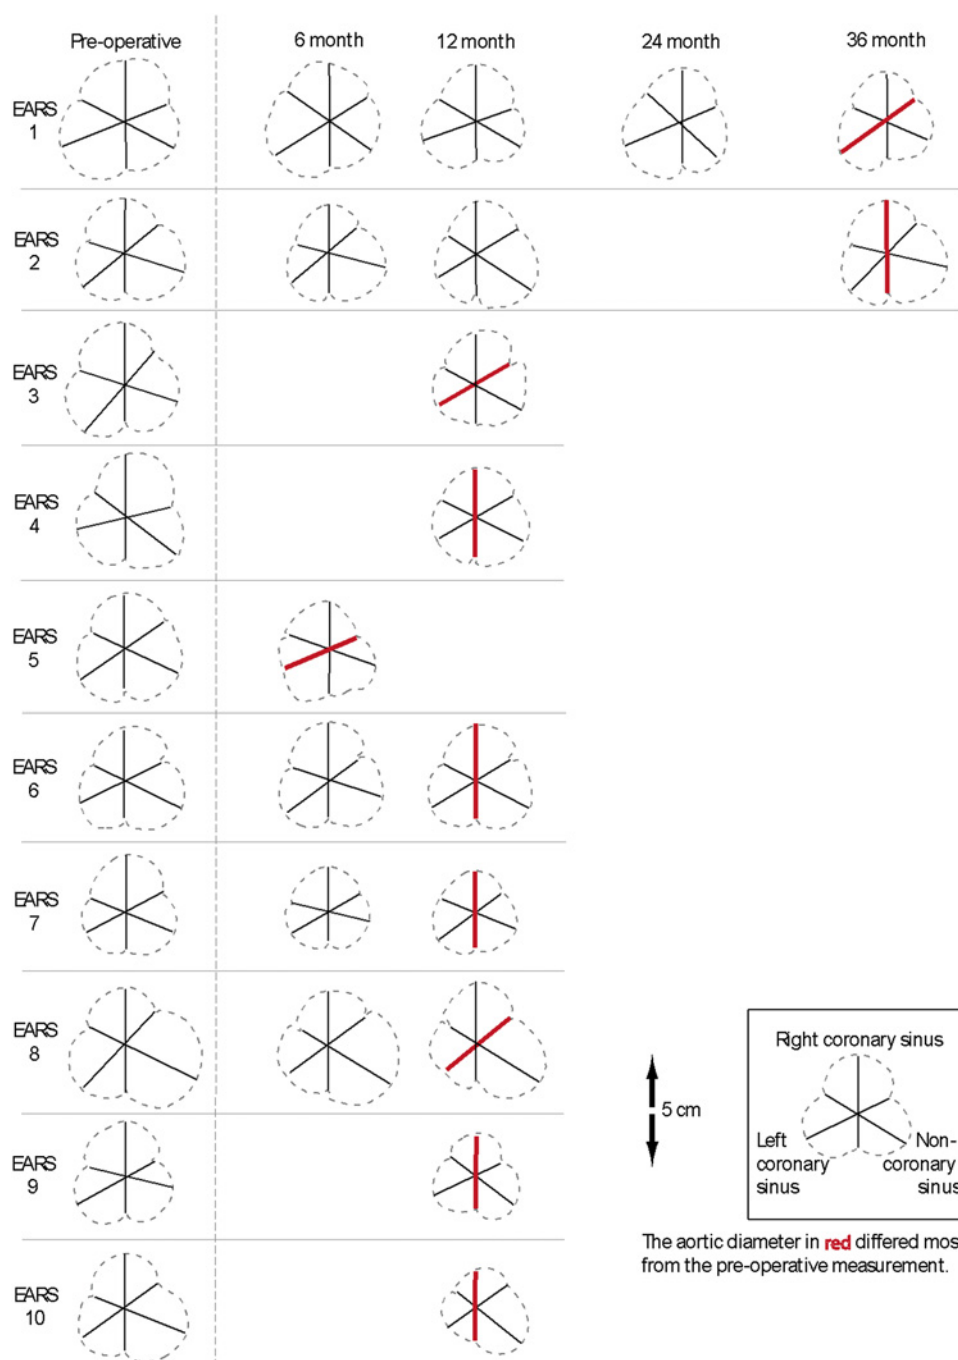 Pre-operative 6 month 12 month 24 month 36 month
EARS
1
EARS
2
EARS
3
EARS
4
EARS
5
EARS
6
EARS
7
EARS
8
EARS
9
EARS
10
5 cm
Right coronary sinus
Left
coronary
sinus
Non-
coronary
sinus
The aortic diameter in red differed mos
from the pre-operative measurement.